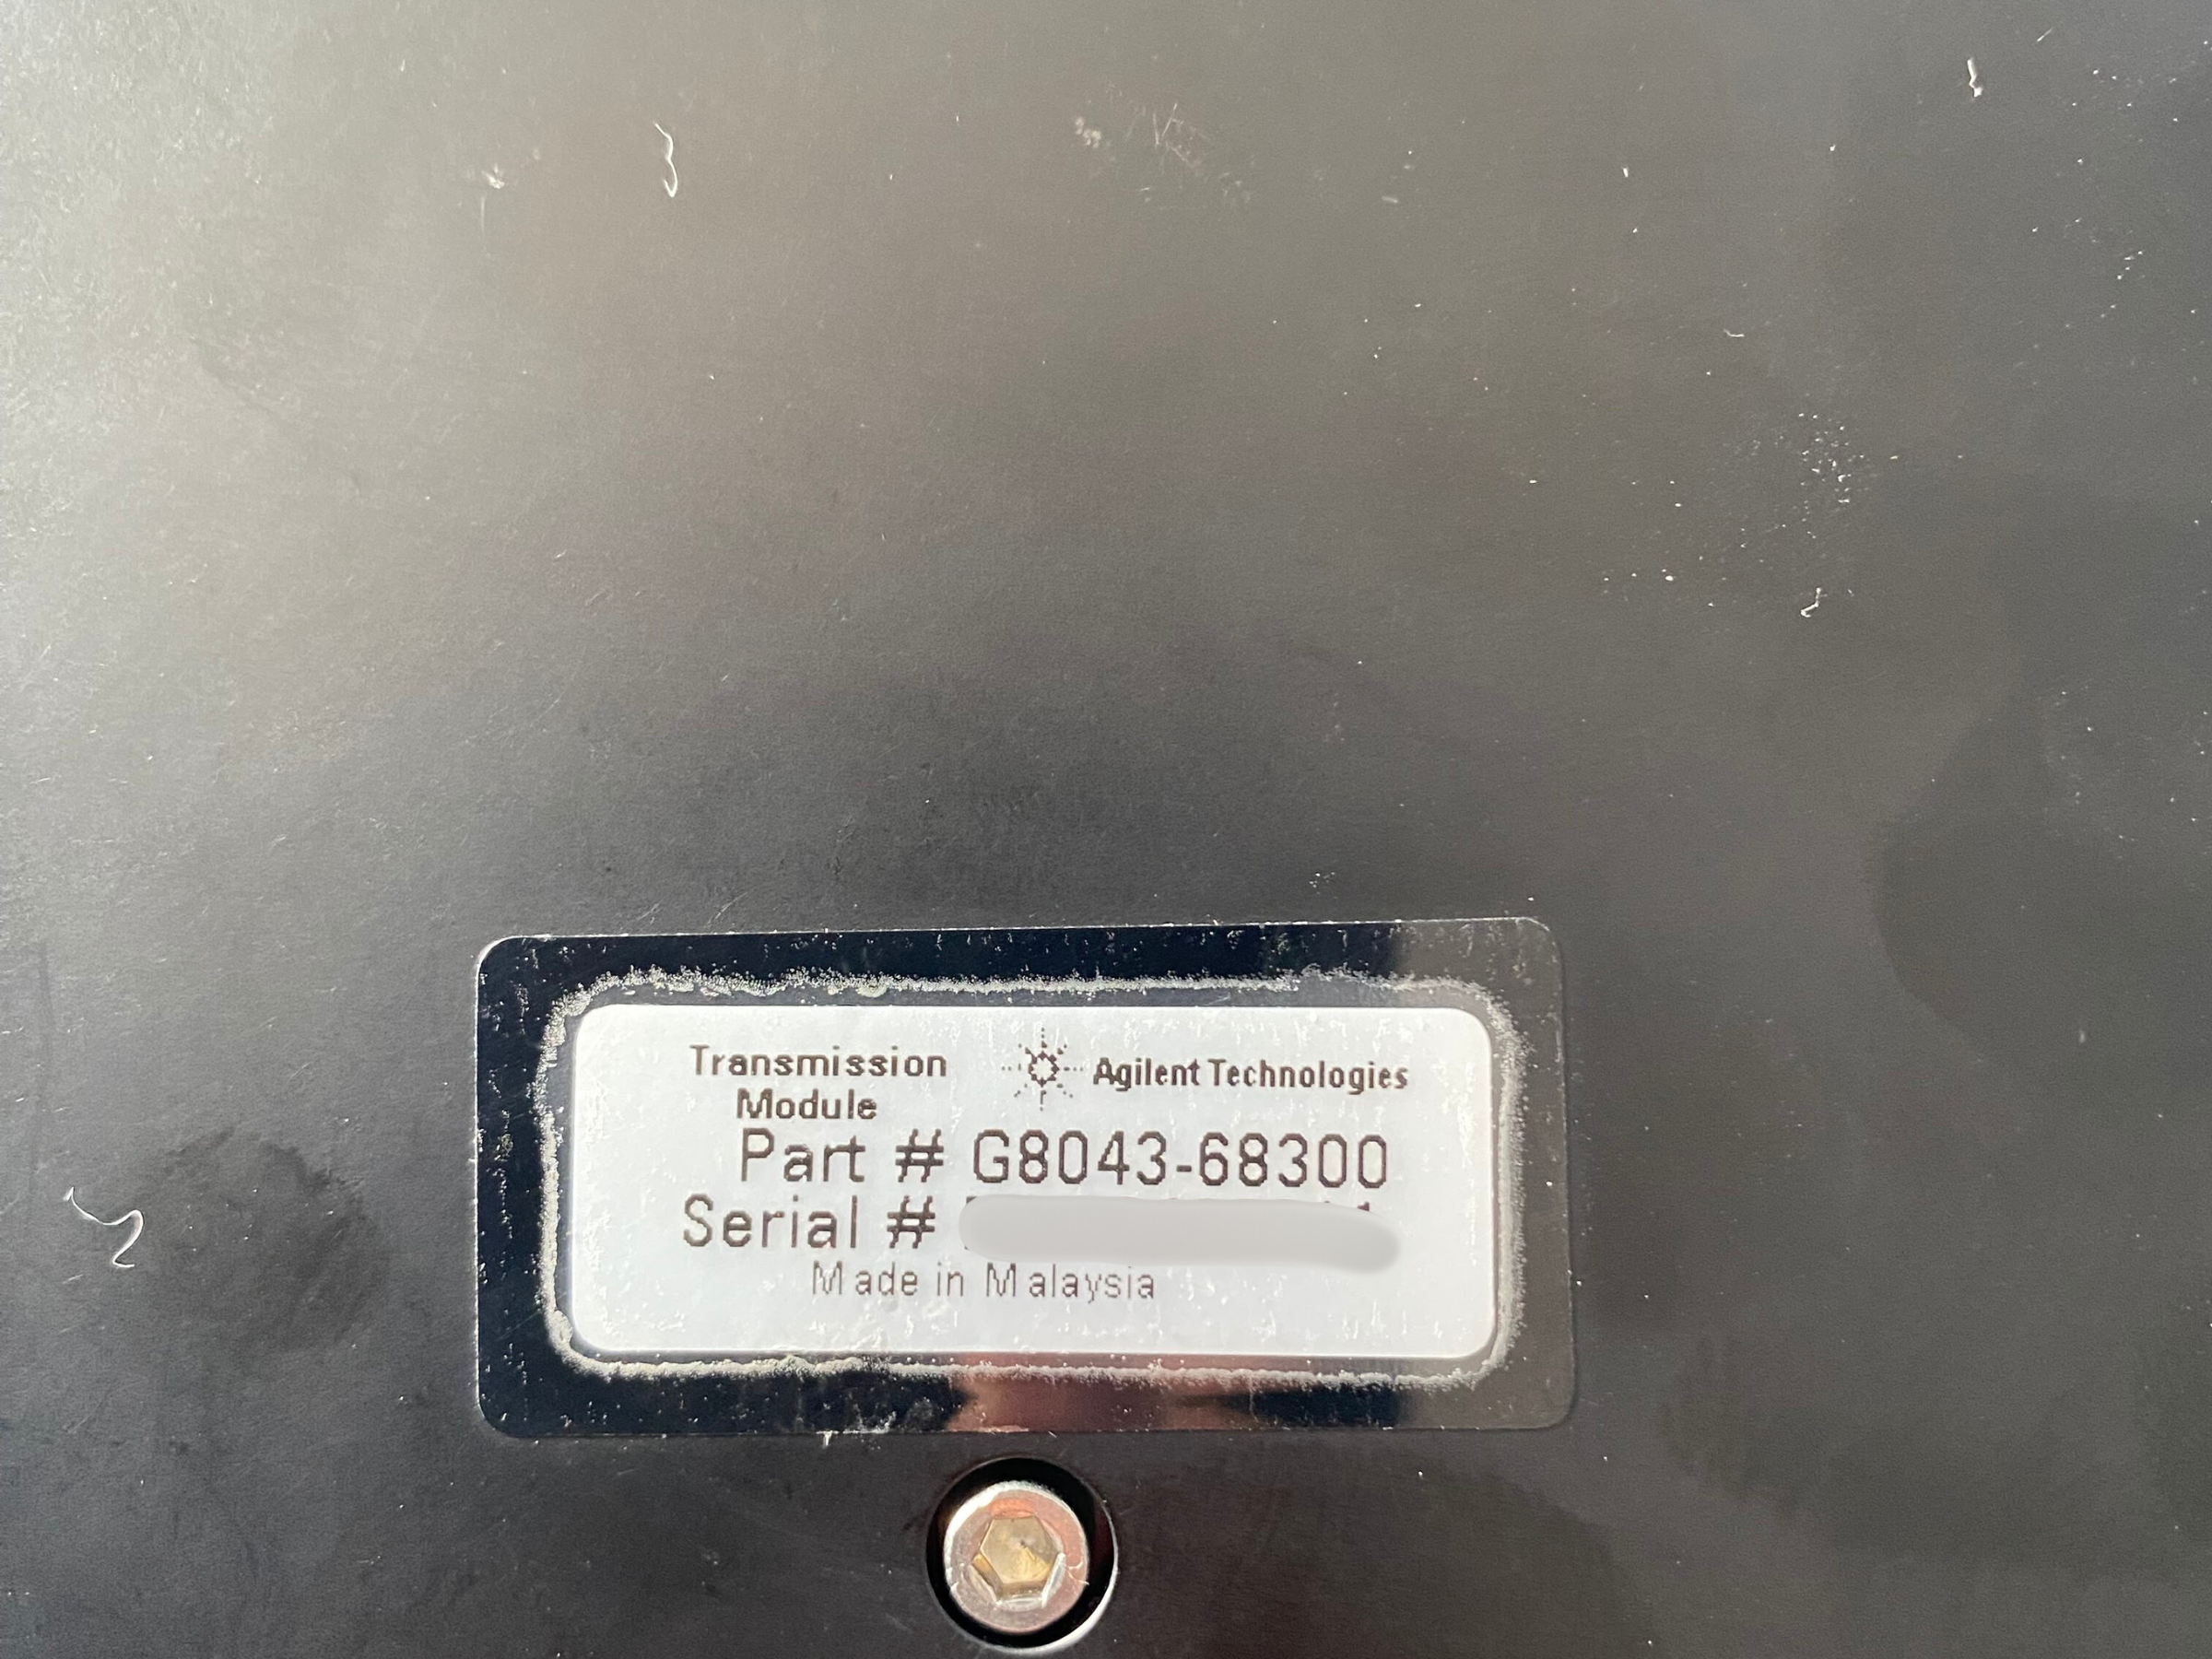 Transmission
Module
Agilent Technologies
Part # G8043-68300
Serial #
Made in Malaysia